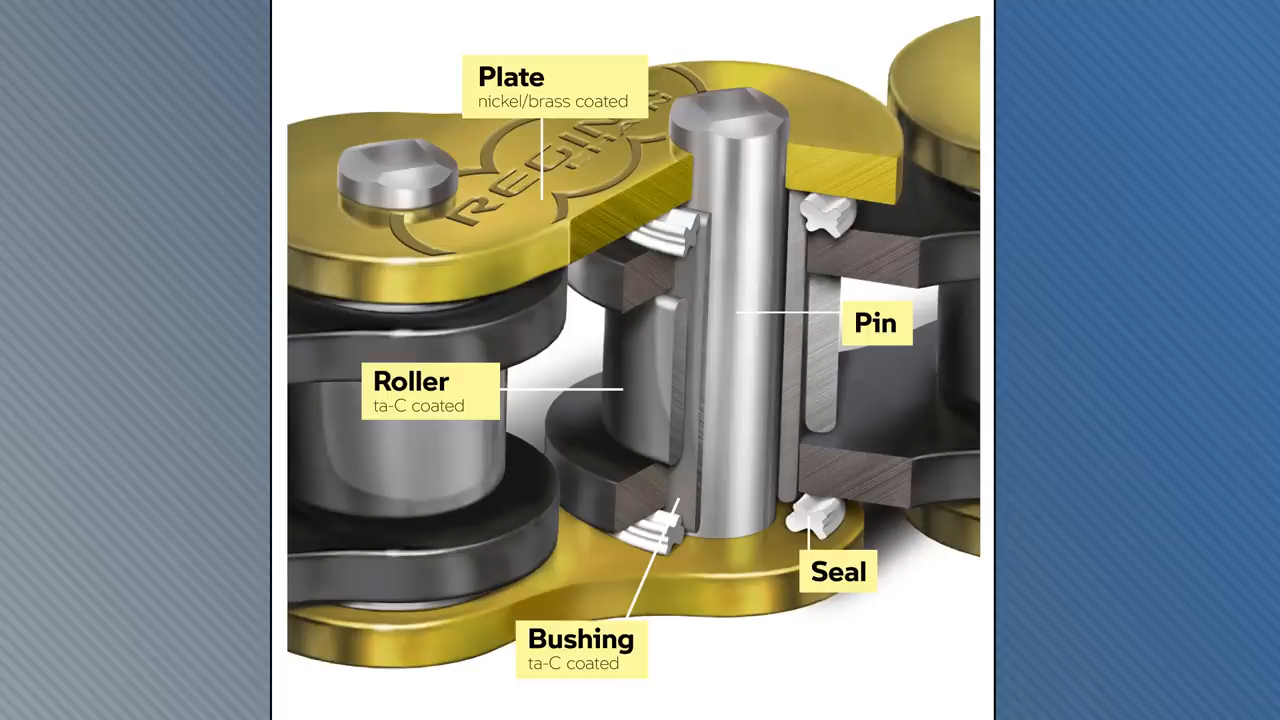 Plate
nickel/brass coated
REGINA
Pin
Roller
ta-C coated
Seal
Bushing
ta-C coated